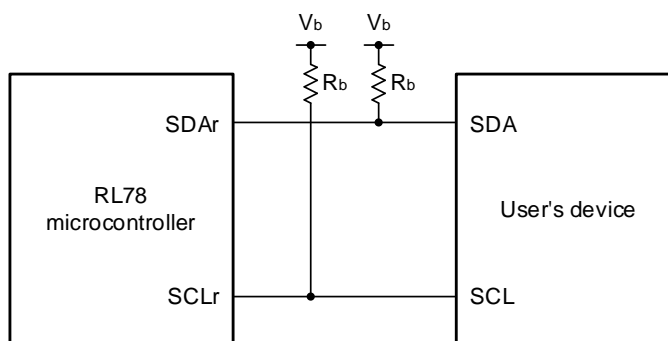 Vb Vb
Rb Rb
SDAr SDA
RL78
microcontroller
User's device
SCLr SCL